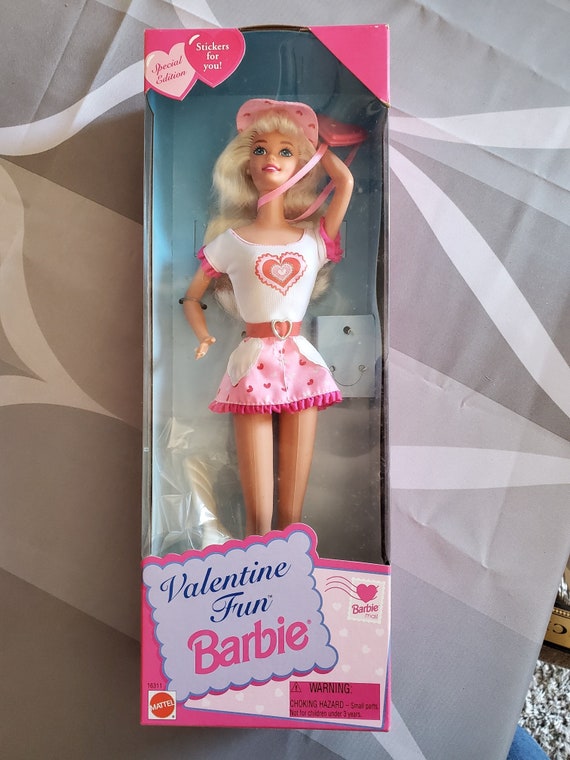 Special
Edition
Stickers
for
you!
Valentine
Fun™
Barbie®
Barbie
mail
16311
MATTEL
WARNING:
CHOKING HAZARD – Small parts
Not for children under 3 years.